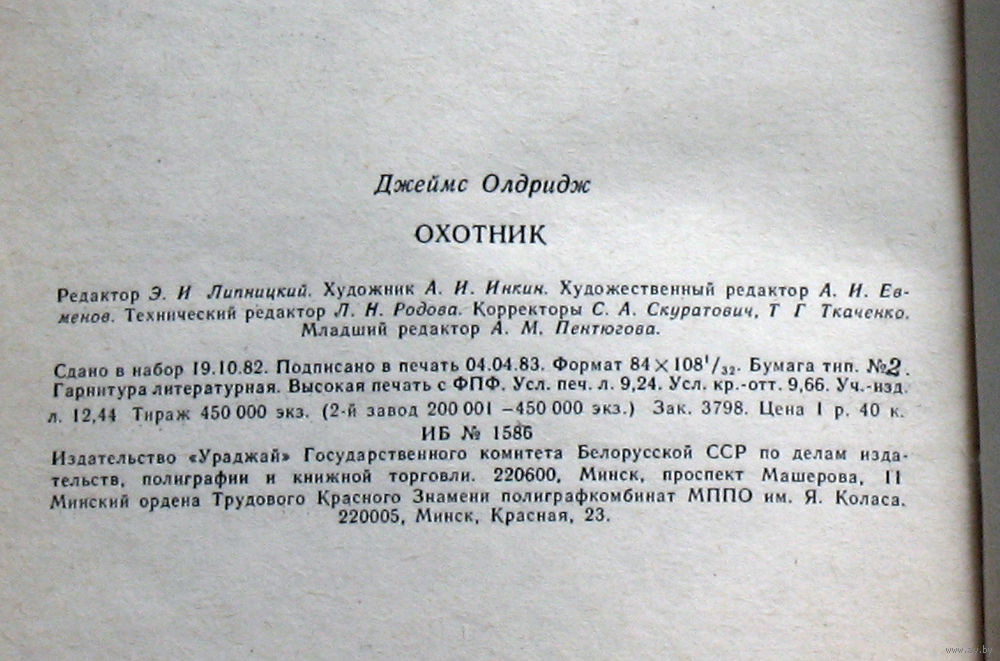 Джеймс Олдридж
ОХОТНИК
Редактор Э. И Липницкий. Художник А. И. Инкин. Художественный редактор А. И. Ев-
менов. Технический редактор Л. Н. Родова. Корректоры С. А. Скуратович, Т Г Ткаченко.
Младший редактор А. М. Пентюгова.
Сдано в набор 19.10.82. Подписано в печать 04.04.83. Формат 84×108¹/₃₂. Бумага тип. №2.
Гарнитура литературная. Высокая печать с ФПФ. Усл. печ. л. 9,24. Усл. кр.-отт. 9,66. Уч.-изд.
л. 12,44 Тираж 450 000 экз. (2-й завод 200 001 –450 000 экз.) Зак. 3798. Цена 1 р. 40 к.
ИБ № 1586
Издательство «Ураджай» Государственного комитета Белорусской ССР по делам изда-
тельств, полиграфии и книжной торговли. 220600, Минск, проспект Машерова, 11
Минский ордена Трудового Красного Знамени полиграфкомбинат МППО им. Я. Коласа.
220005, Минск, Красная, 23.
www.ay.by